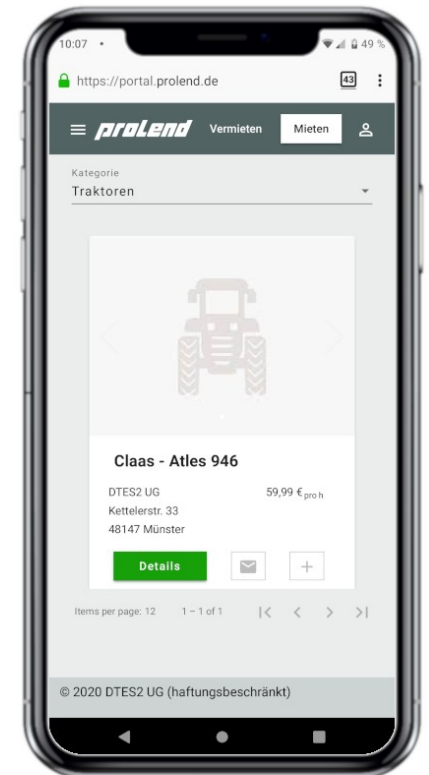 10:07
49 %
https://portal.prolend.de
43
prolend Vermieten Mieten
Kategorie
Traktoren
Claas - Atles 946
DTES2 UG 59,99 € pro h
Kettelerstr. 33
48147 Münster
Details
Items per page: 12 1 – 1 of 1
© 2020 DTES2 UG (haftungsbeschränkt)